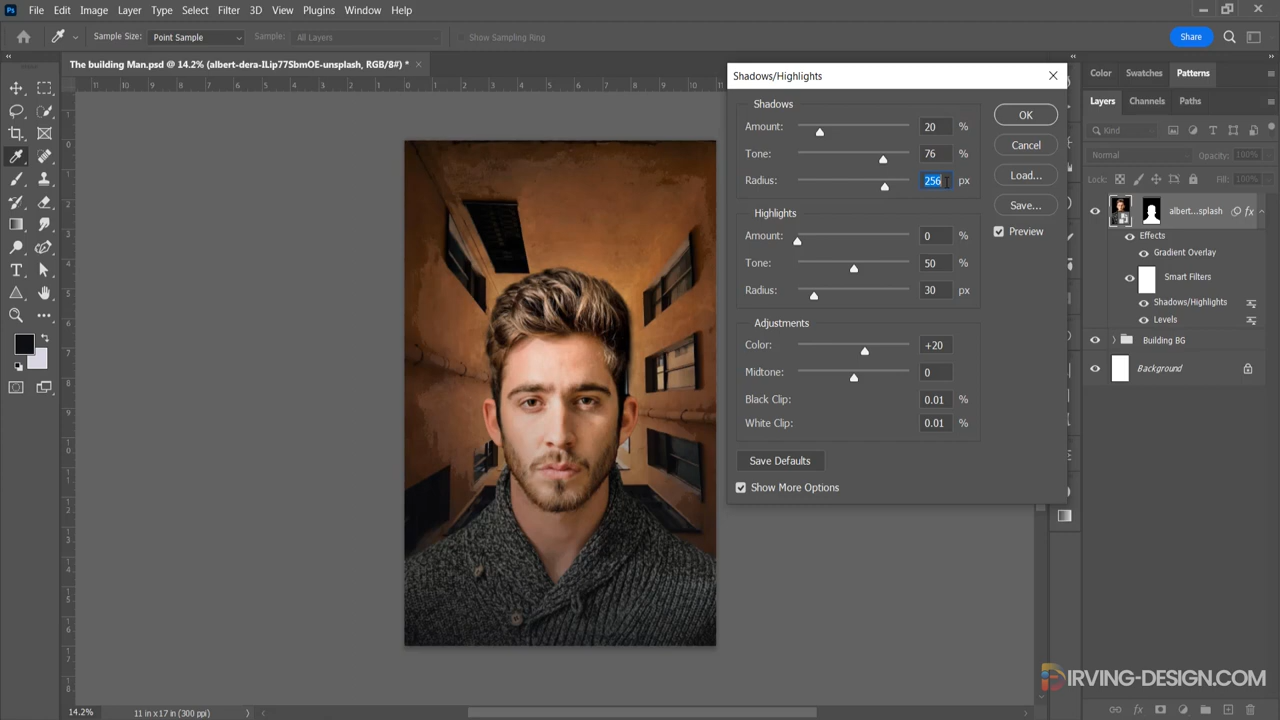 Ps File Edit Image Layer Type Select Filter 3D View Plugins Window Help
Sample Size: Point Sample Sample: All Layers Show Sampling Ring Share
The building Man.psd @ 14.2% (albert-dera-ILip77SbmOE-unsplash, RGB/8#) *
Shadows/Highlights
Shadows
Amount: 20 %
Tone: 76 %
Radius: 256 px
Highlights
Amount: 0 %
Tone: 50 %
Radius: 30 px
Adjustments
Color: +20
Midtone: 0
Black Clip: 0.01 %
White Clip: 0.01 %
Save Defaults
Show More Options
OK
Cancel
Load...
Save...
Preview
Color Swatches Patterns
Layers Channels Paths
Kind
Normal Opacity: 100%
Lock: Fill: 100%
albert...splash fx
Effects
Gradient Overlay
Smart Filters
Shadows/Highlights
Levels
Building BG
Background
14.2% 11 in x 17 in (300 ppi)
IRVING-DESIGN.COM